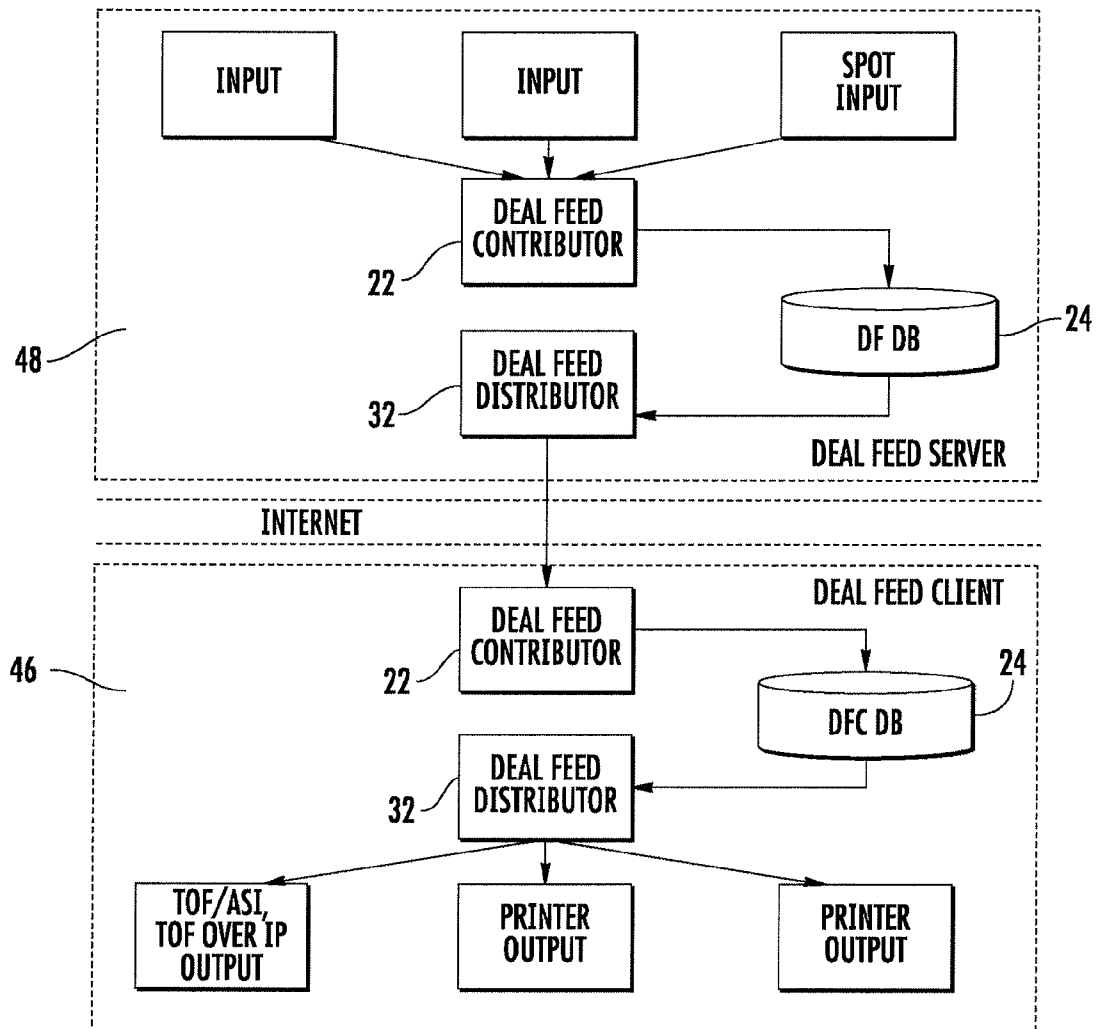 INPUT
INPUT
SPOT
INPUT
DEAL FEED
CONTRIBUTOR
22
DF DB
24
48
DEAL FEED
DISTRIBUTOR
32
DEAL FEED SERVER
INTERNET
DEAL FEED CLIENT
DEAL FEED
CONTRIBUTOR
22
46
24
DFC DB
DEAL FEED
DISTRIBUTOR
32
TOF/ASI,
TOF OVER IP
OUTPUT
PRINTER
OUTPUT
PRINTER
OUTPUT